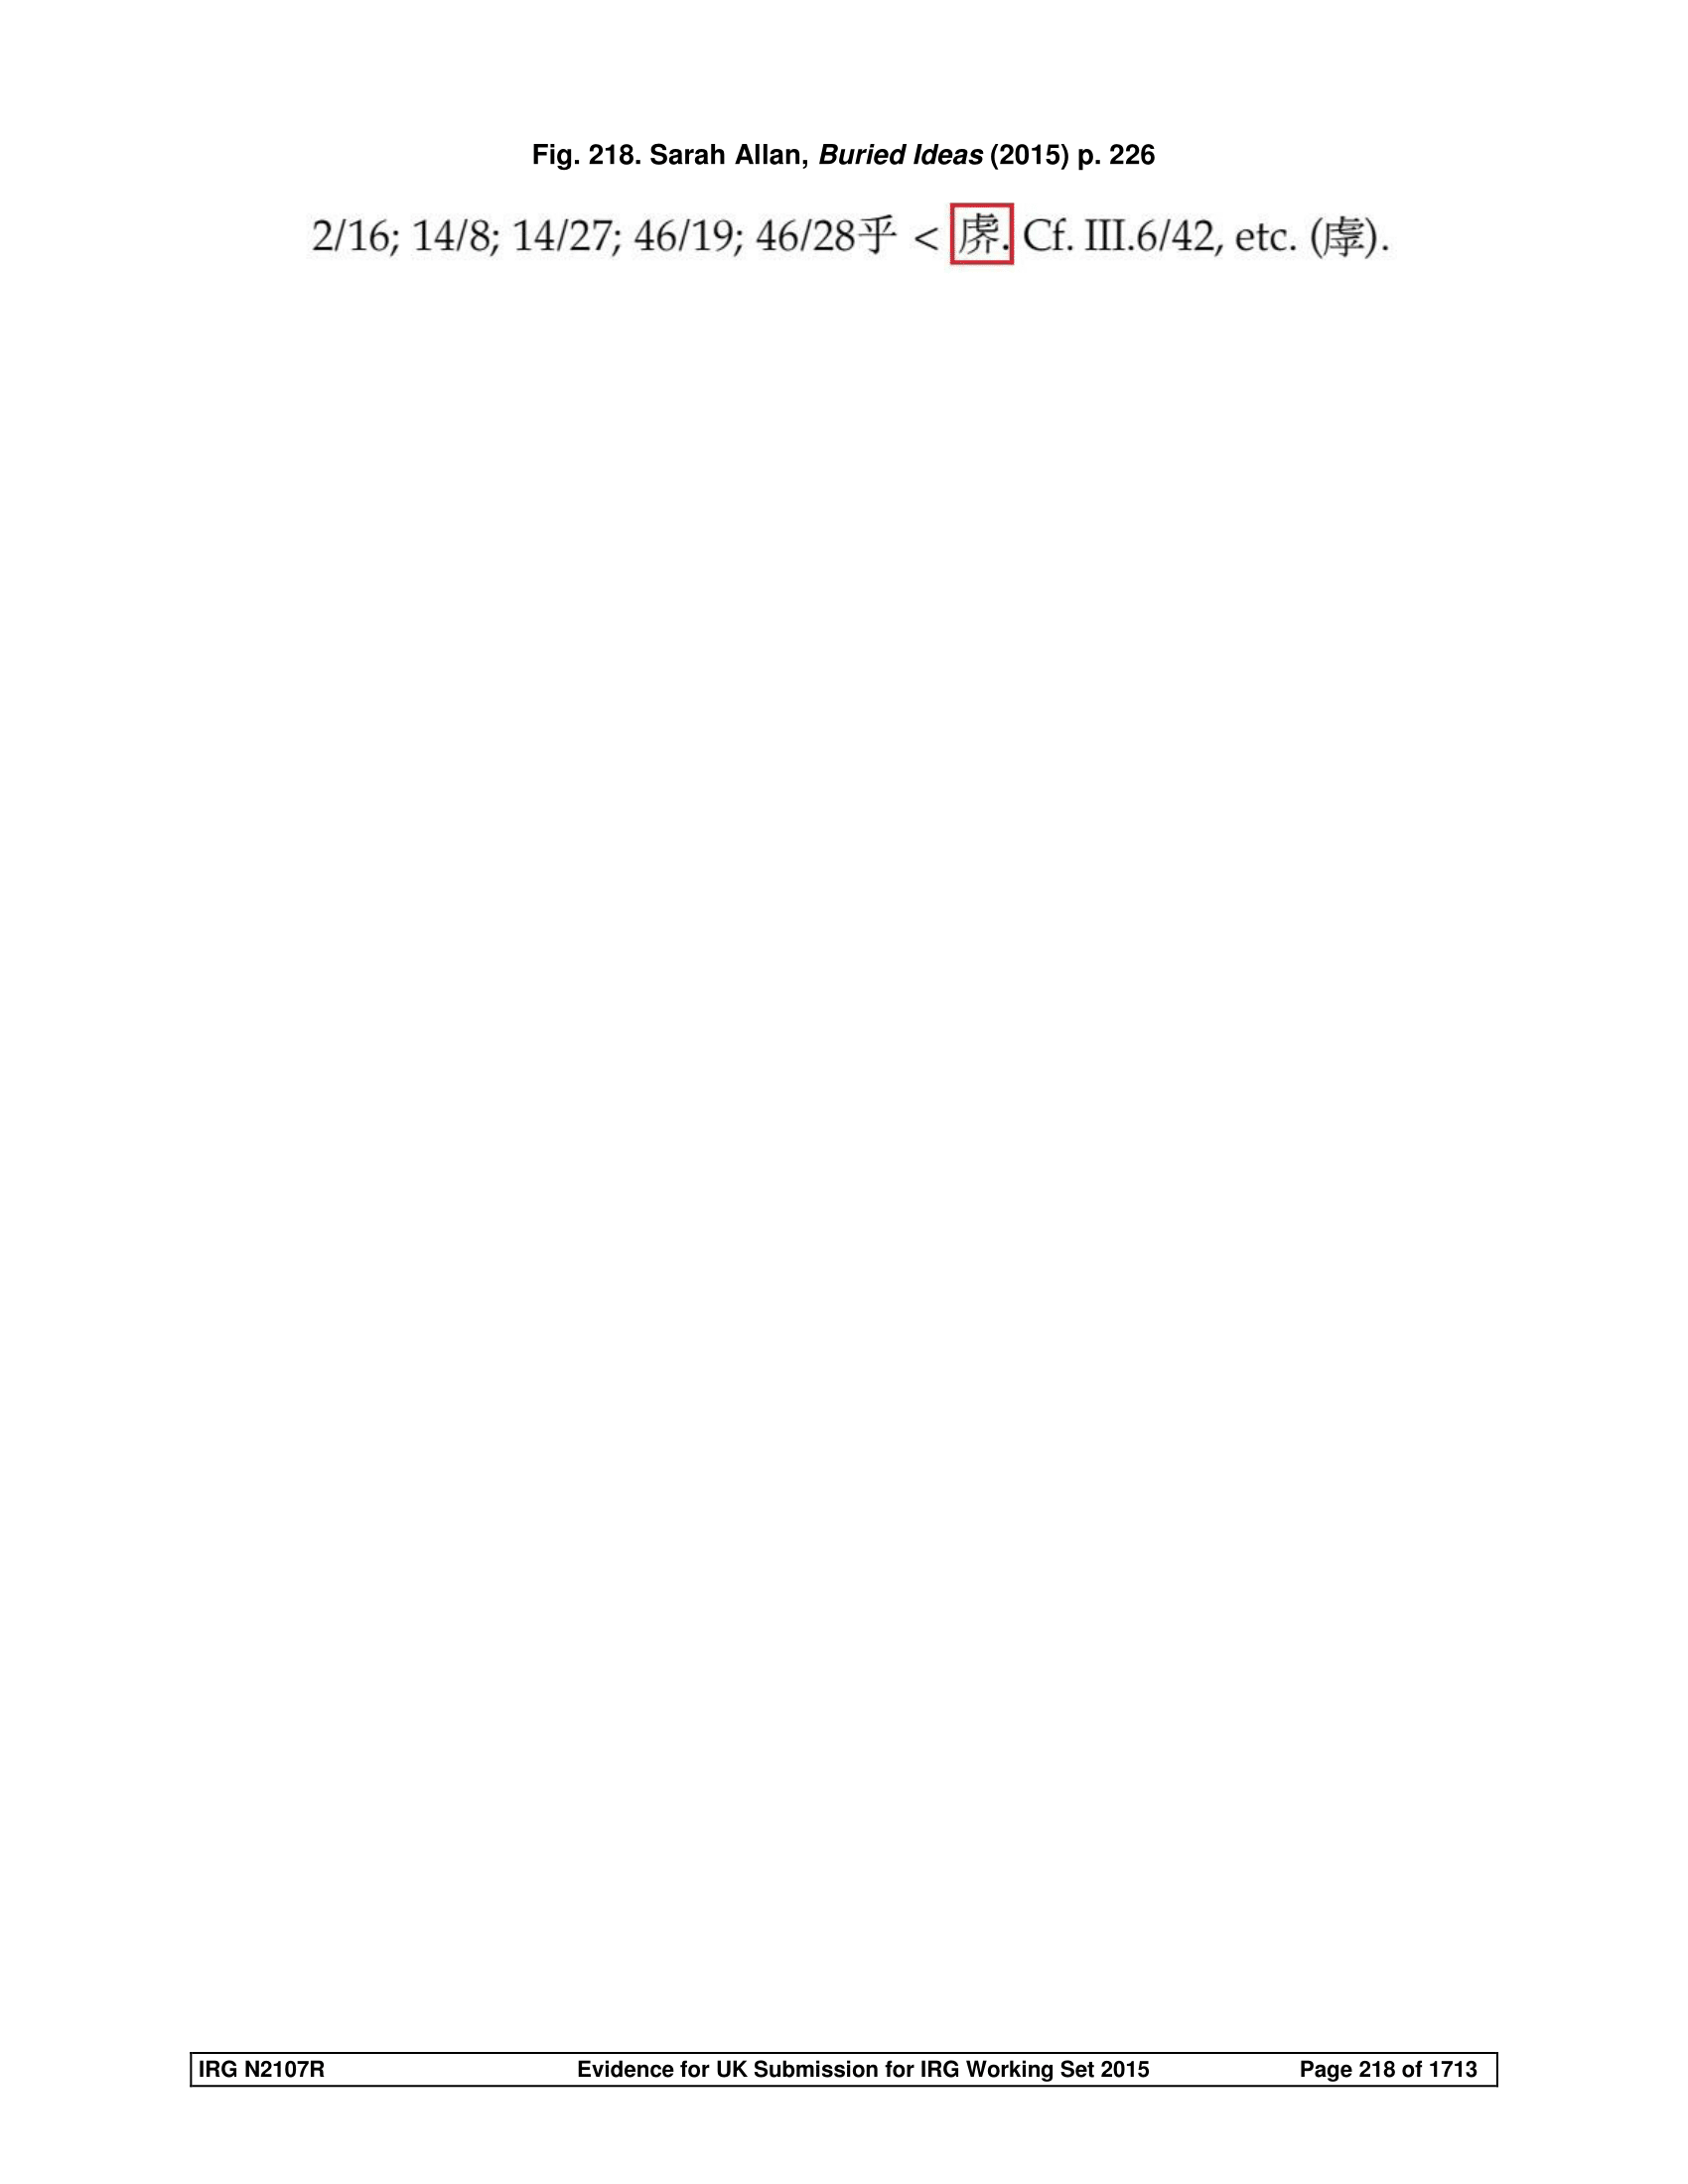 Fig. 218. Sarah Allan, Buried Ideas (2015) p. 226
2/16; 14/8; 14/27; 46/19; 46/28乎 < . Cf. III.6/42, etc. (虖).
IRG N2107R Evidence for UK Submission for IRG Working Set 2015 Page 218 of 1713